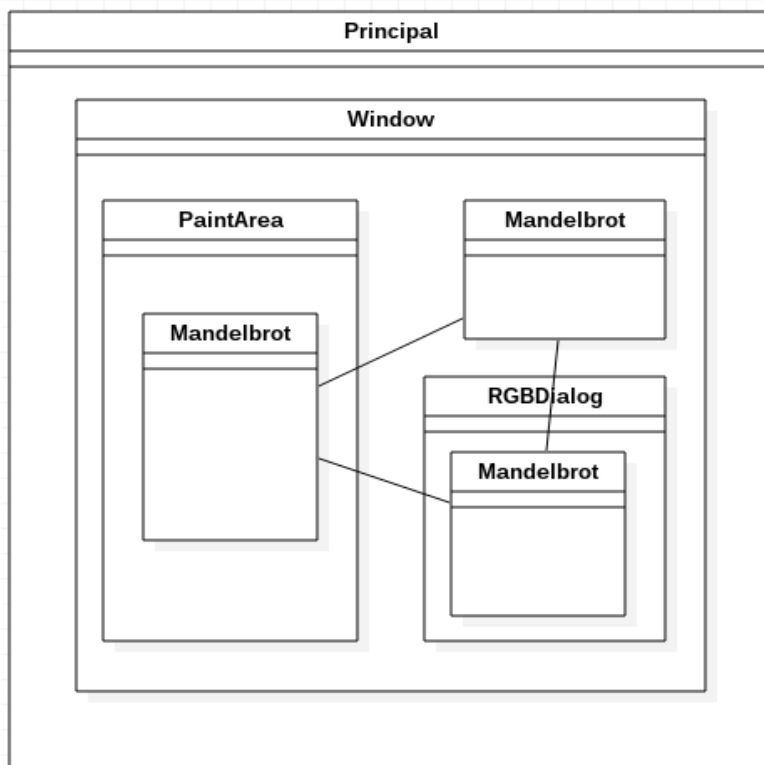 Principal
Window
PaintArea
Mandelbrot
Mandelbrot
RGBDialog
Mandelbrot